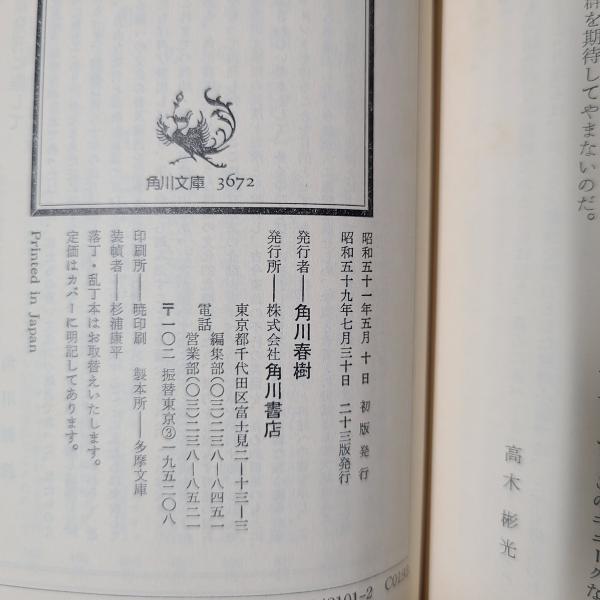 群を期待してやまないのだ。
高木彬光
角川文庫 3672
昭和五十一年五月十日 初版発行
昭和五十九年七月三十日 二十三版発行
発行者──角川春樹
発行所──株式会社角川書店
東京都千代田区富士見二─十三─三
電話 編集部(〇三)二三八─八四五一
営業部(〇三)二三八─八五二一
〒一〇二 振替東京③一九五二〇八
印刷所──暁印刷 製本所──多摩文庫
装幀者──杉浦康平
落丁・乱丁本はお取替えいたします。
定価はカバーに明記してあります。
Printed in Japan